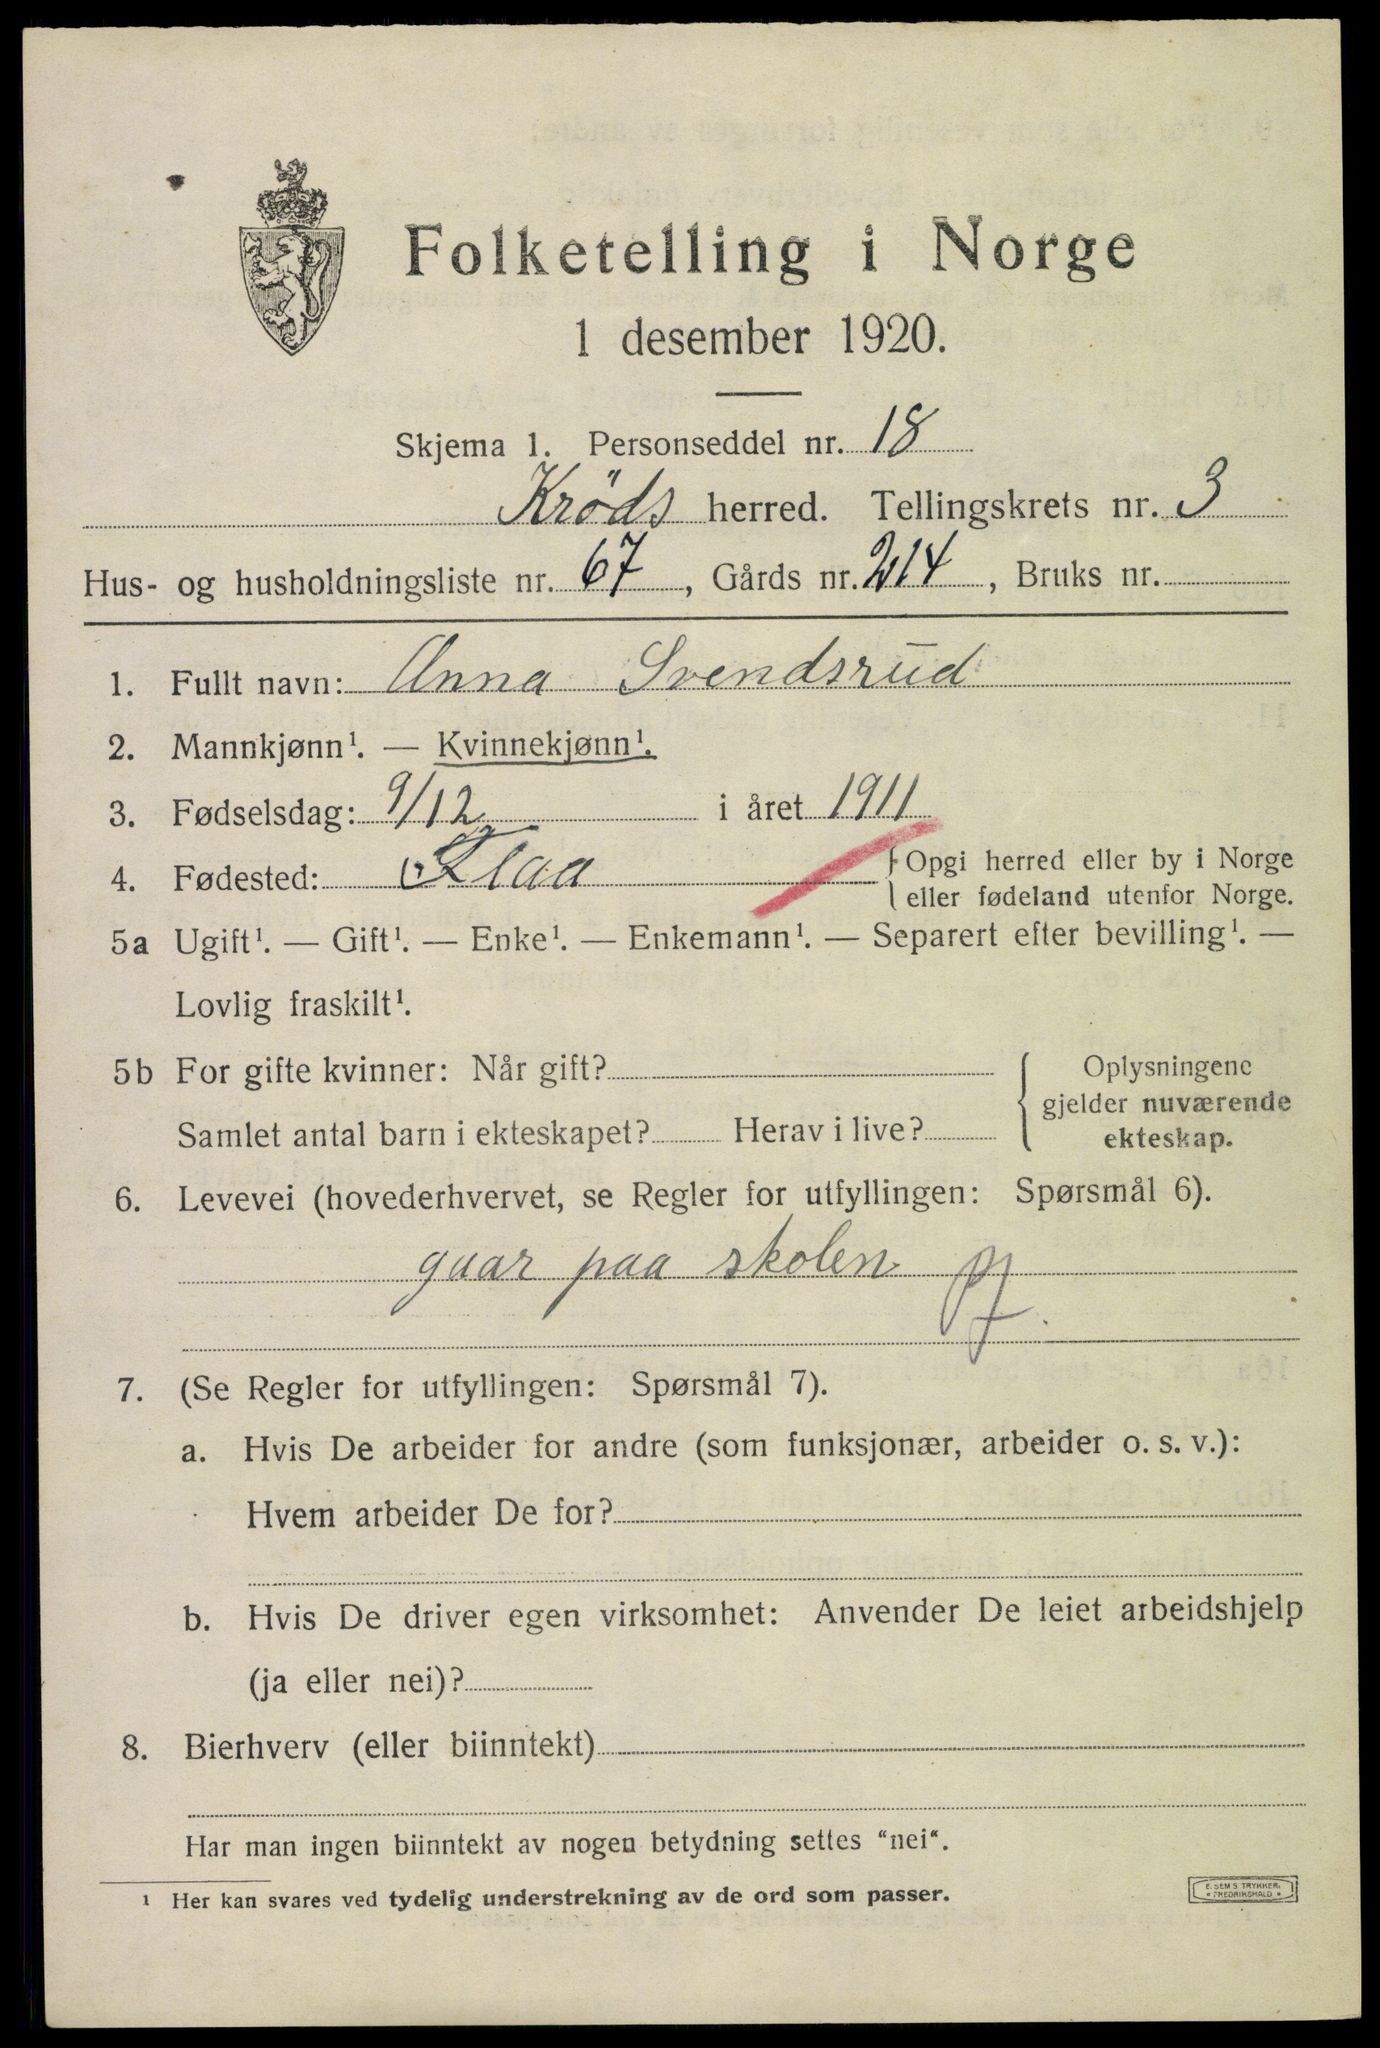 Folketelling i Norge
1 desember 1920.
Skjema 1. Personseddel nr. 18
Krøds herred. Tellingskrets nr. 3
Hus- og husholdningsliste nr. 67, Gårds nr. 214, Bruks nr.
1. Fullt navn: Anna Svendsrud
2. Mannkjønn¹. — Kvinnekjønn¹.
3. Fødselsdag: 9/12 i året 1911
4. Fødested: Flaa
Opgi herred eller by i Norge
eller fødeland utenfor Norge.
5a Ugift¹. — Gift¹. — Enke¹. — Enkemann¹. — Separert efter bevilling¹. —
Lovlig fraskilt¹.
5b For gifte kvinner: Når gift?
Samlet antal barn i ekteskapet? Herav i live?
Oplysningene
gjelder nuværende
ekteskap.
6. Levevei (hovederhvervet, se Regler for utfyllingen: Spørsmål 6).
gaar paa skolen
7. (Se Regler for utfyllingen: Spørsmål 7).
a. Hvis De arbeider for andre (som funksjonær, arbeider o. s. v.):
Hvem arbeider De for?
b. Hvis De driver egen virksomhet: Anvender De leiet arbeidshjelp
(ja eller nei)?
8. Bierhverv (eller biinntekt)
Har man ingen biinntekt av nogen betydning settes "nei".
¹ Her kan svares ved tydelig understrekning av de ord som passer.
E. SEMS TRYKKERI
• FREDRIKSHALD •